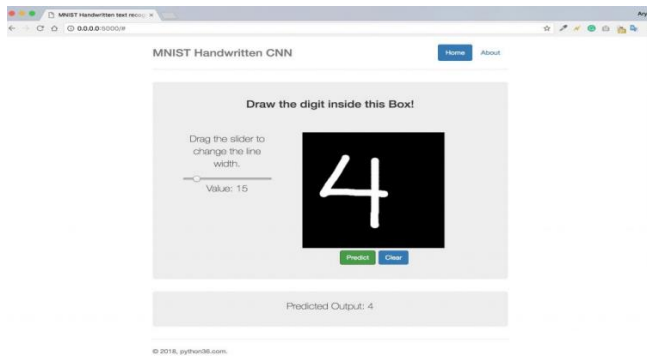 MNIST Handwritten text recog
Ary
0.0.0.0:5000/#
MNIST Handwritten CNN
Home
About
Draw the digit inside this Box!
Drag the slider to
change the line
width.
Value: 15
4
Predict
Clear
Predicted Output: 4
© 2018, python36.com.